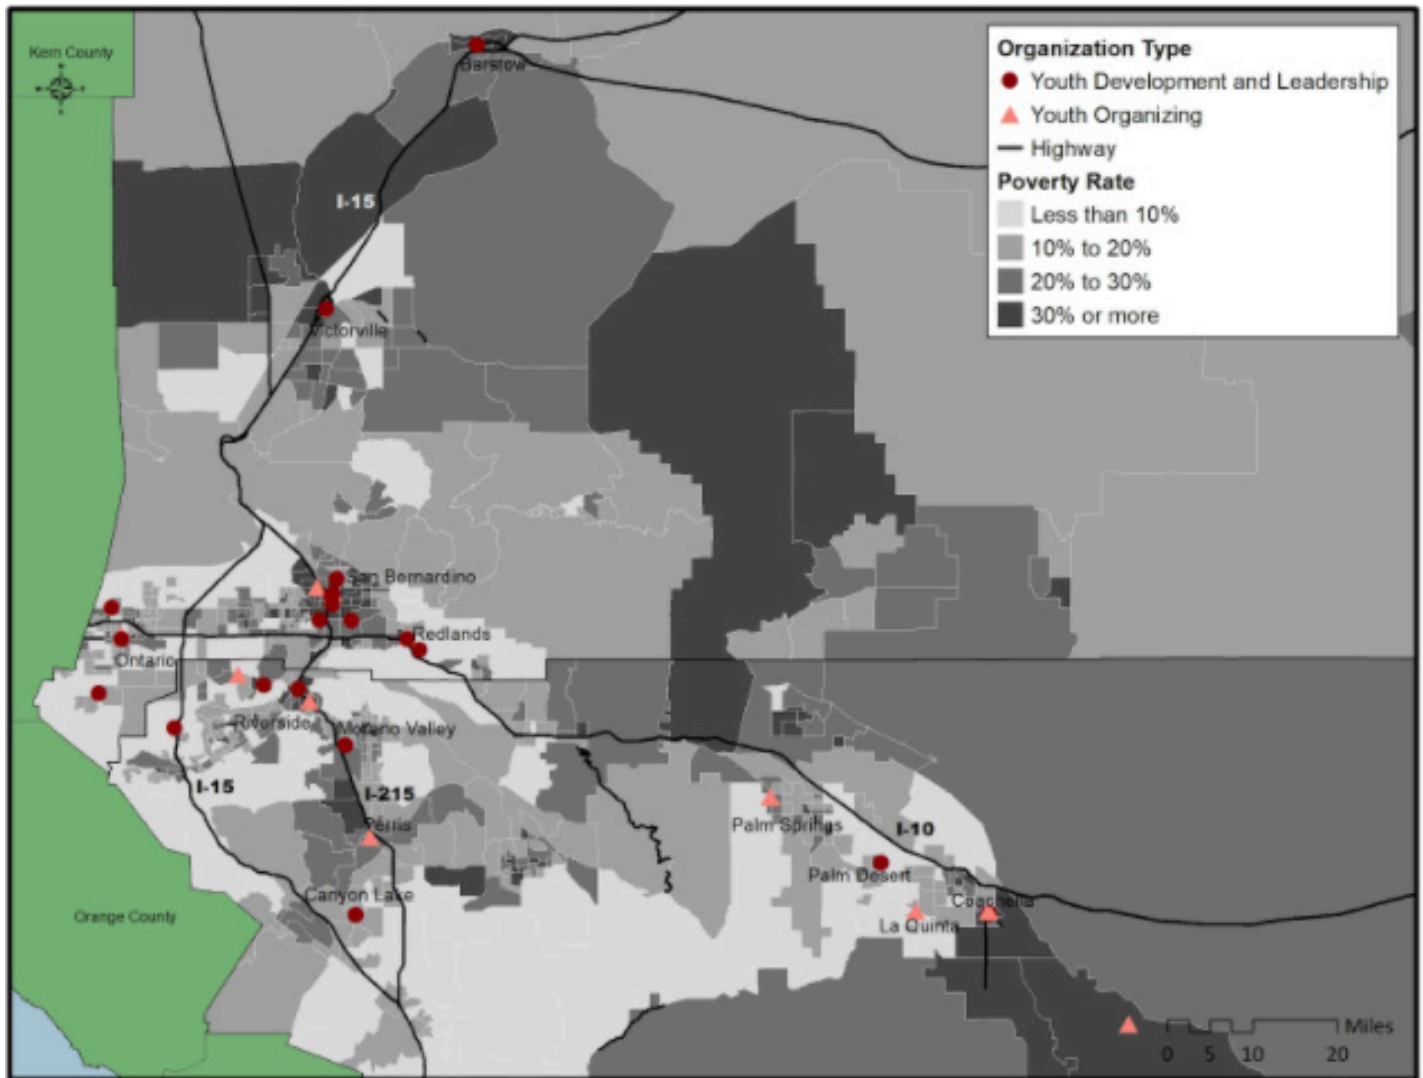 Kern County
Barstow
Organization Type
Youth Development and Leadership
Youth Organizing
Highway
Poverty Rate
Less than 10%
10% to 20%
20% to 30%
30% or more
I-15
Victorville
San Bernardino
Redlands
Ontario
Riverside
Moreno Valley
I-15
I-215
Perris
Palm Springs
I-10
Palm Desert
Canyon Lake
Coachella
La Quinta
Orange County
Miles
0 5 10 20